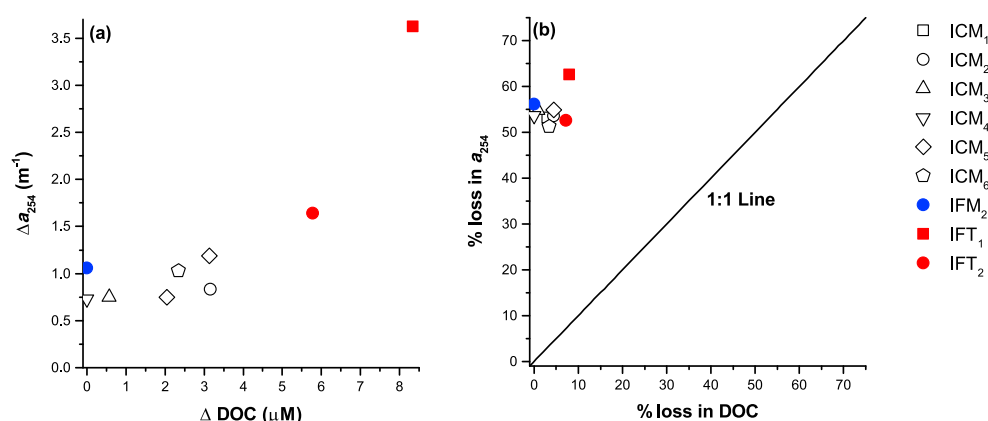 (a)
3.5
3.0
2.5
2.0
1.5
1.0
0.5
0.0
Δa₂₅₄ (m⁻¹)
0 1 2 3 4 5 6 7 8
Δ DOC (μM)
(b)
70
60
50
40
30
20
10
0
% loss in a₂₅₄
1:1 Line
0 10 20 30 40 50 60 70
% loss in DOC
ICM₁
ICM₂
ICM₃
ICM₄
ICM₅
ICM₆
IFM₂
IFT₁
IFT₂